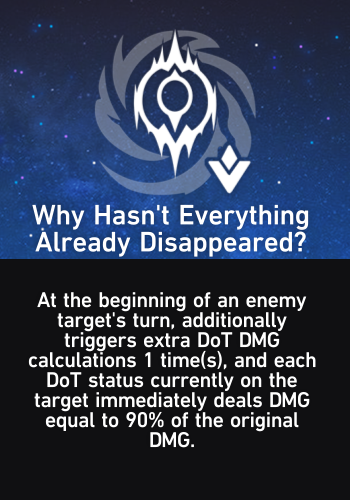 Why Hasn't Everything
Already Disappeared?
At the beginning of an enemy
target's turn, additionally
triggers extra DoT DMG
calculations 1 time(s), and each
DoT status currently on the
target immediately deals DMG
equal to 90% of the original
DMG.